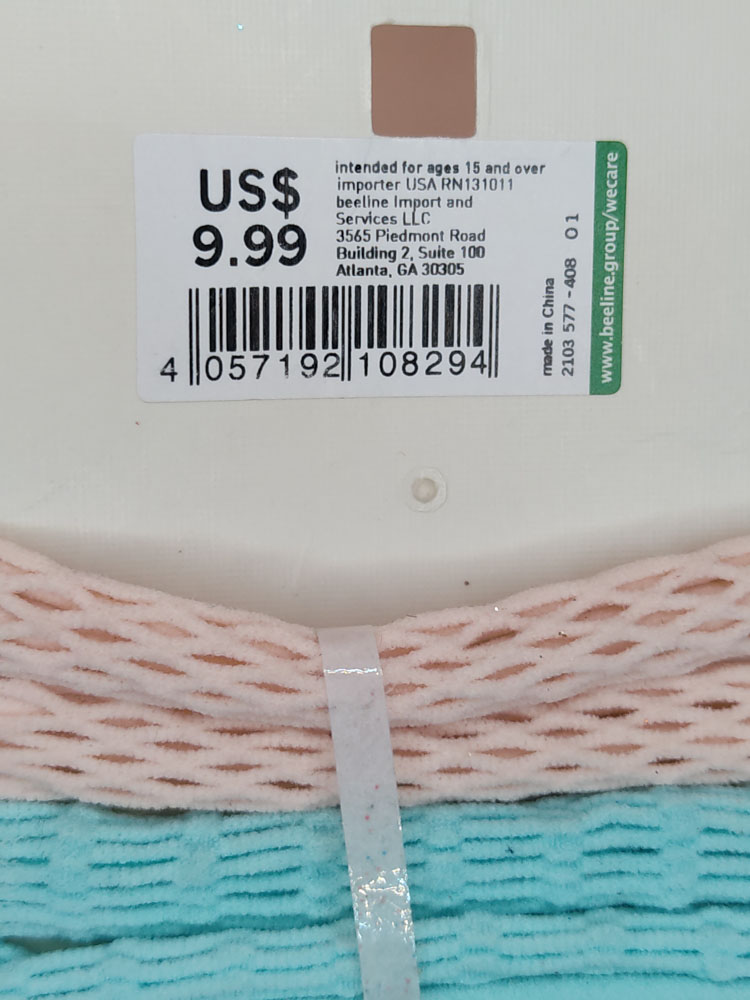 US$
9.99
intended for ages 15 and over
importer USA RN131011
beeline Import and
Services LLC
3565 Piedmont Road
Building 2, Suite 100
Atlanta, GA 30305
4 057192 108294
made in China
2103 577-408 01
www.beeline.group/wecare